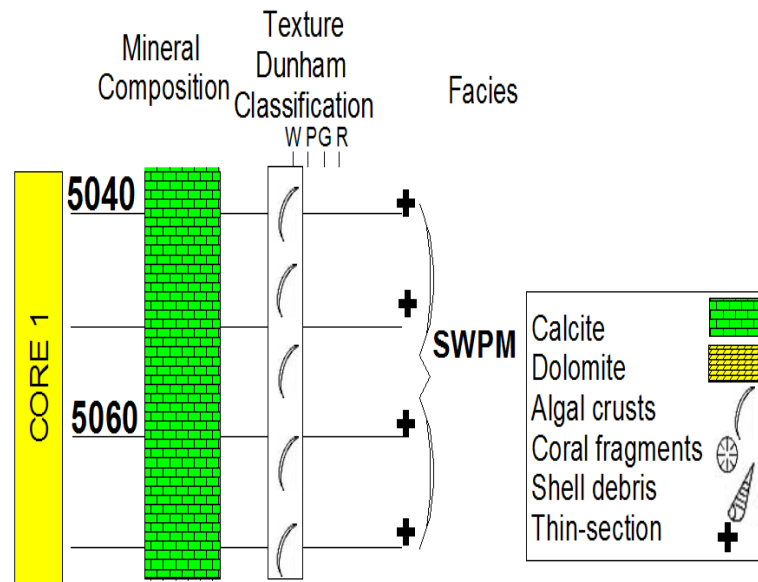 Mineral
Composition
Texture
Dunham
Classification
W P G R
Facies
CORE 1
5040
5060
SWPM
Calcite
Dolomite
Algal crusts
Coral fragments
Shell debris
Thin-section